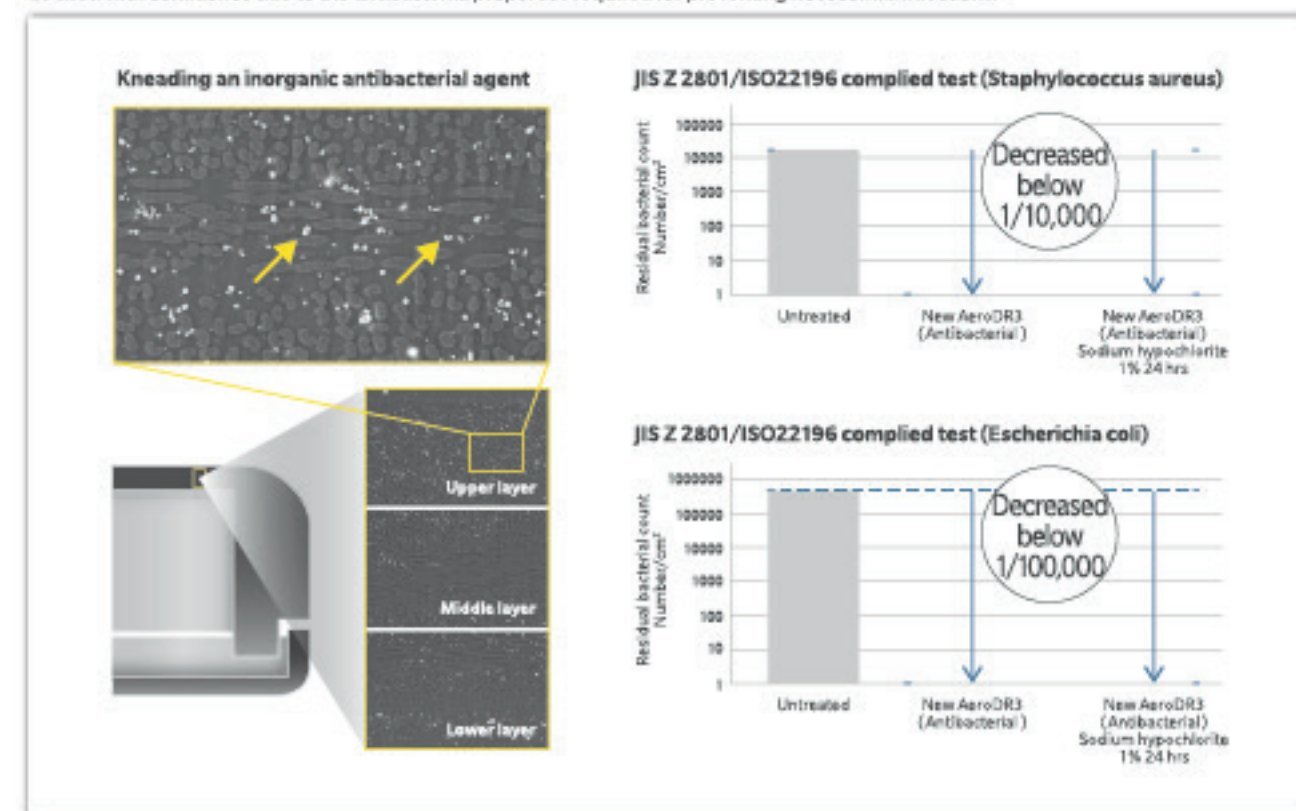 Kneading an inorganic antibacterial agent
Upper layer
Middle layer
Lower layer
JIS Z 2801/ISO22196 complied test (Staphylococcus aureus)
Residual bacterial count
Number/cm²
100000
10000
1000
100
10
1
Decreased
below
1/10,000
Untreated
New AeroDR3
(Antibacterial)
New AeroDR3
(Antibacterial)
Sodium hypochlorite
1% 24 hrs
JIS Z 2801/ISO22196 complied test (Escherichia coli)
Residual bacterial count
Number/cm²
1000000
100000
10000
1000
100
10
1
Decreased
below
1/100,000
Untreated
New AeroDR3
(Antibacterial)
New AeroDR3
(Antibacterial)
Sodium hypochlorite
1% 24 hrs